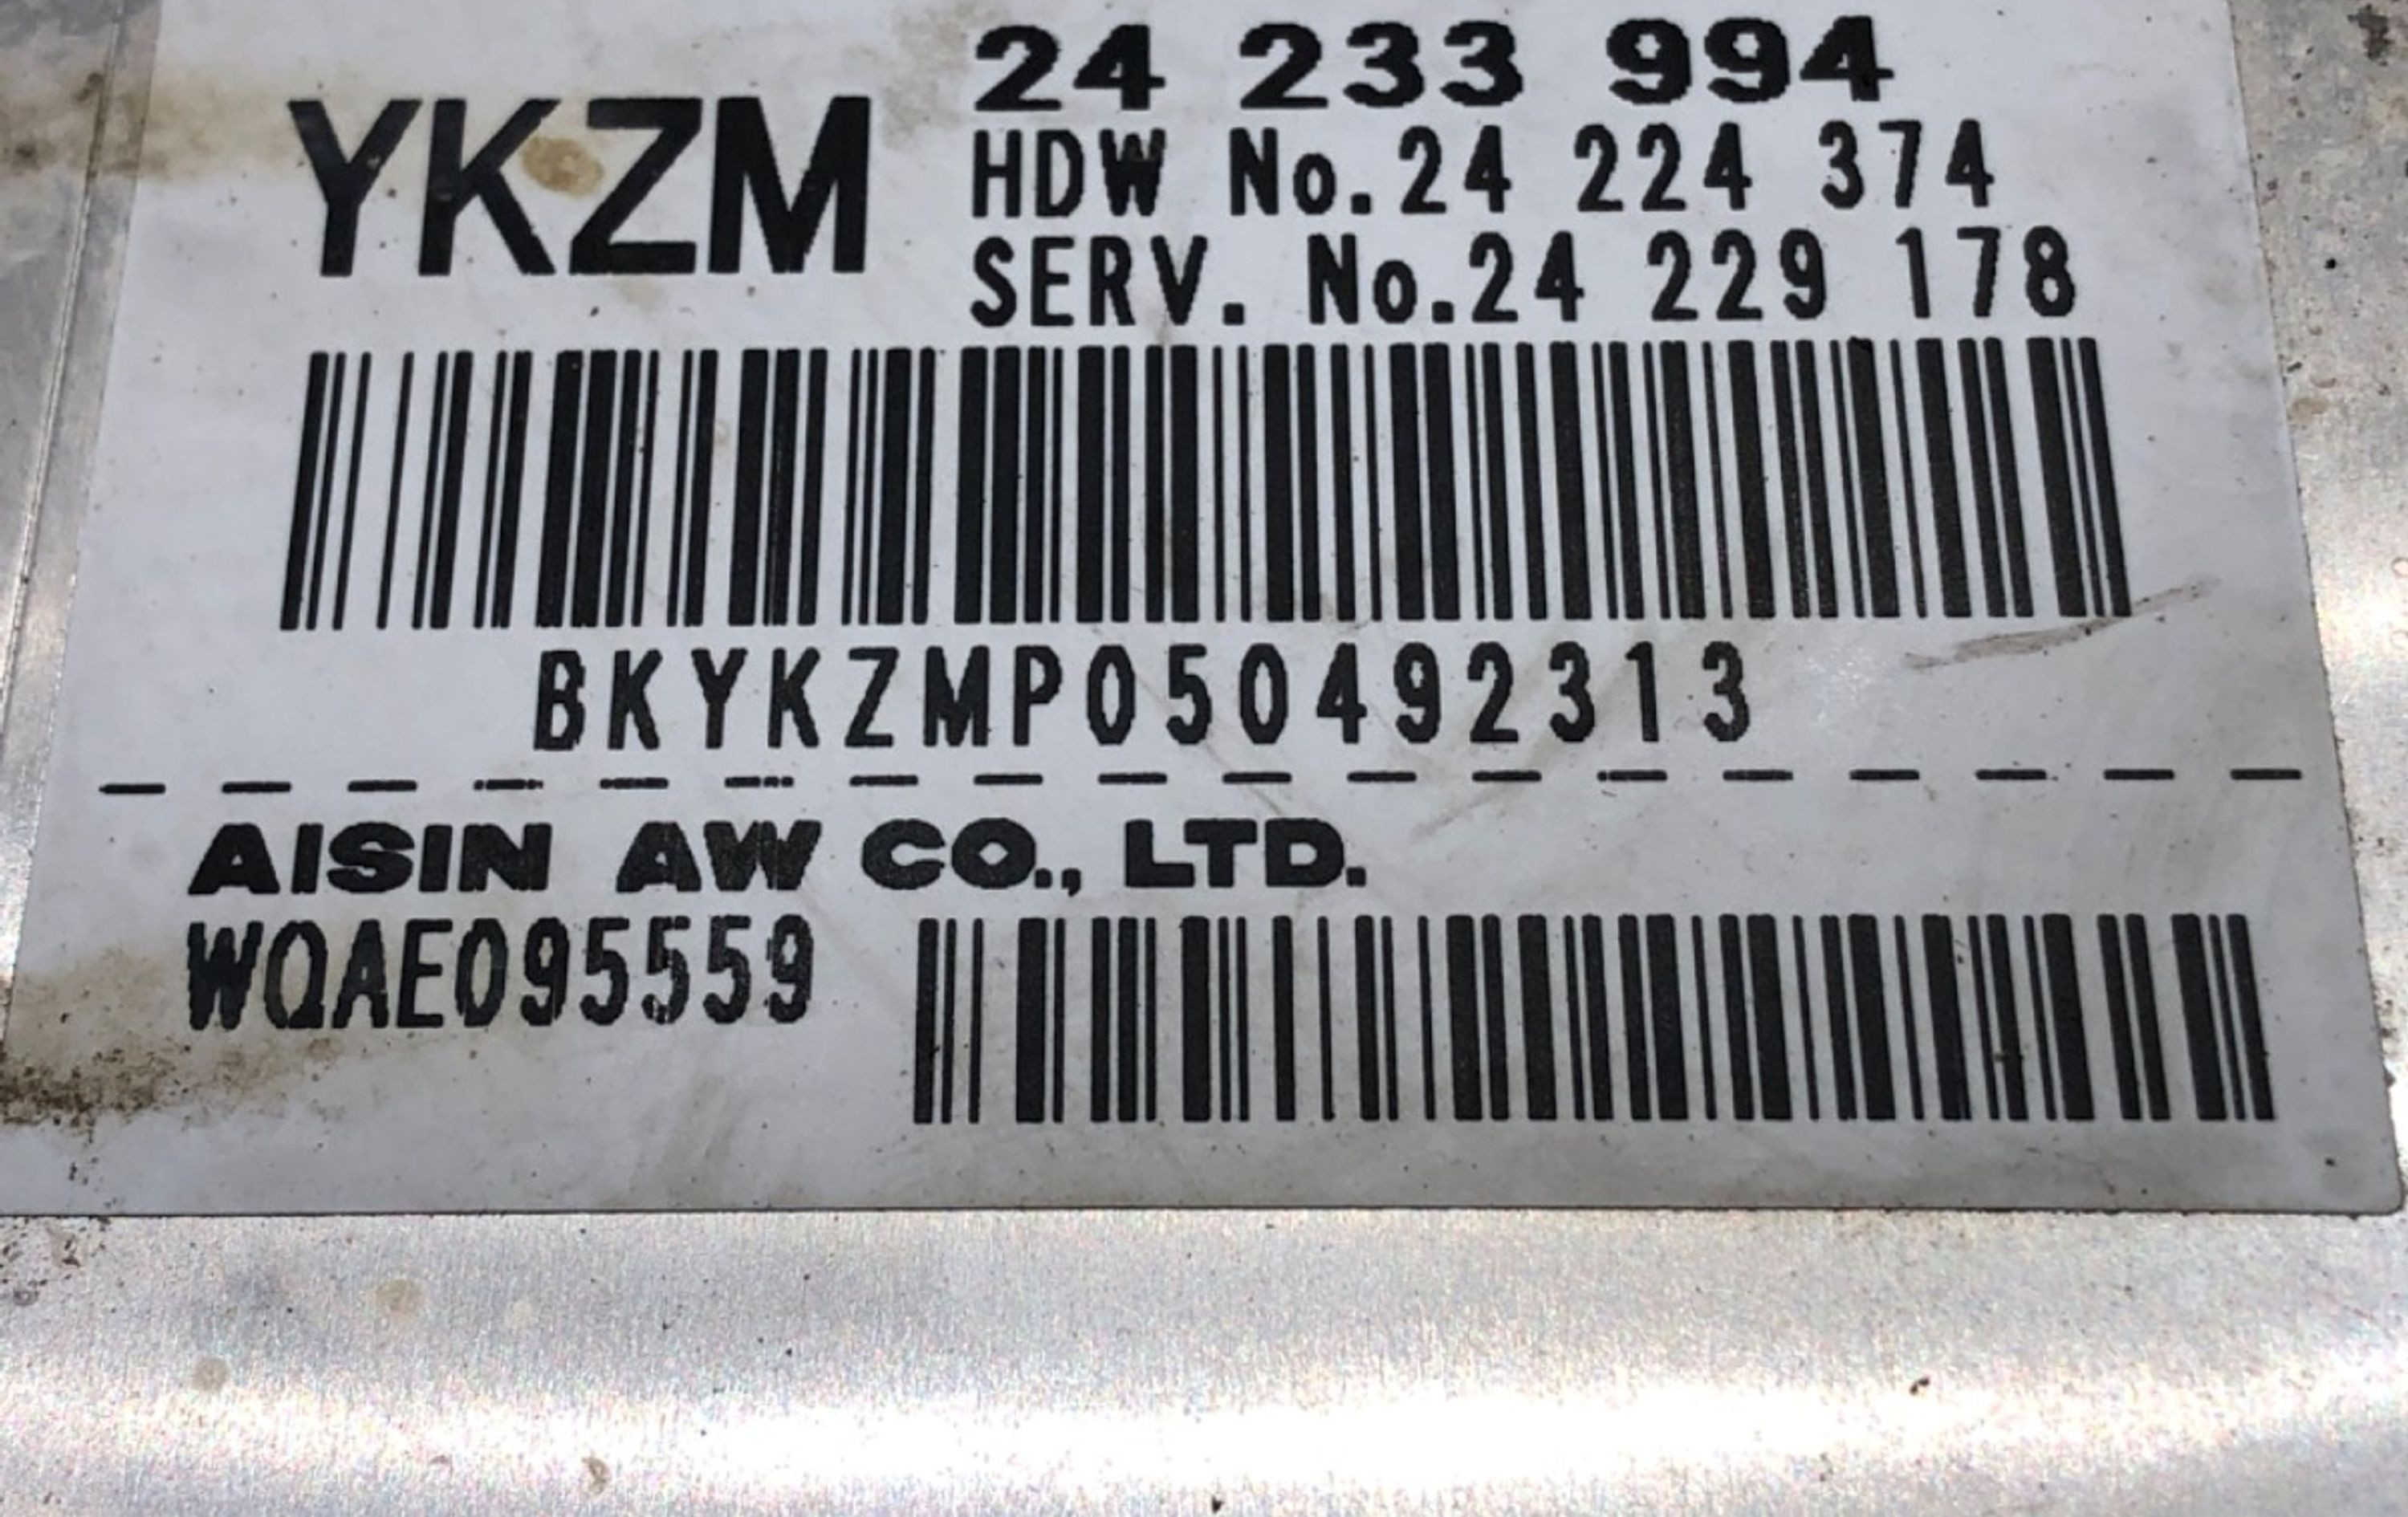 YKZM
24 233 994
HDW No.24 224 374
SERV. No.24 229 178
BKYKZMP050492313
AISIN AW CO., LTD.
WQAE095559